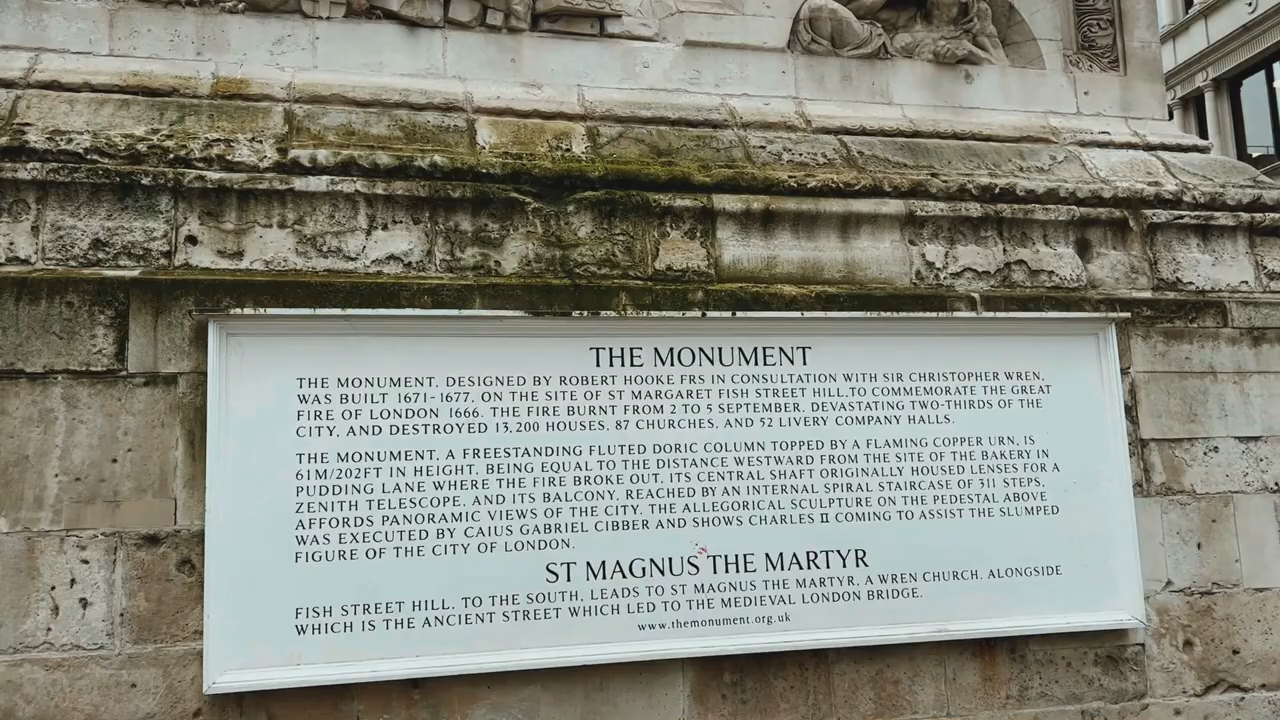 THE MONUMENT
THE MONUMENT, DESIGNED BY ROBERT HOOKE FRS IN CONSULTATION WITH SIR CHRISTOPHER WREN,
WAS BUILT 1671-1677, ON THE SITE OF ST MARGARET FISH STREET HILL,TO COMMEMORATE THE GREAT
FIRE OF LONDON 1666. THE FIRE BURNT FROM 2 TO 5 SEPTEMBER, DEVASTATING TWO-THIRDS OF THE
CITY, AND DESTROYED 13,200 HOUSES, 87 CHURCHES, AND 52 LIVERY COMPANY HALLS.
THE MONUMENT, A FREESTANDING FLUTED DORIC COLUMN TOPPED BY A FLAMING COPPER URN, IS
61M/202FT IN HEIGHT, BEING EQUAL TO THE DISTANCE WESTWARD FROM THE SITE OF THE BAKERY IN
PUDDING LANE WHERE THE FIRE BROKE OUT. ITS CENTRAL SHAFT ORIGINALLY HOUSED LENSES FOR A
ZENITH TELESCOPE, AND ITS BALCONY, REACHED BY AN INTERNAL SPIRAL STAIRCASE OF 311 STEPS,
AFFORDS PANORAMIC VIEWS OF THE CITY. THE ALLEGORICAL SCULPTURE ON THE PEDESTAL ABOVE
WAS EXECUTED BY CAIUS GABRIEL CIBBER AND SHOWS CHARLES II COMING TO ASSIST THE SLUMPED
FIGURE OF THE CITY OF LONDON.
ST MAGNUS THE MARTYR
FISH STREET HILL, TO THE SOUTH, LEADS TO ST MAGNUS THE MARTYR, A WREN CHURCH, ALONGSIDE
WHICH IS THE ANCIENT STREET WHICH LED TO THE MEDIEVAL LONDON BRIDGE.
www.themonument.org.uk